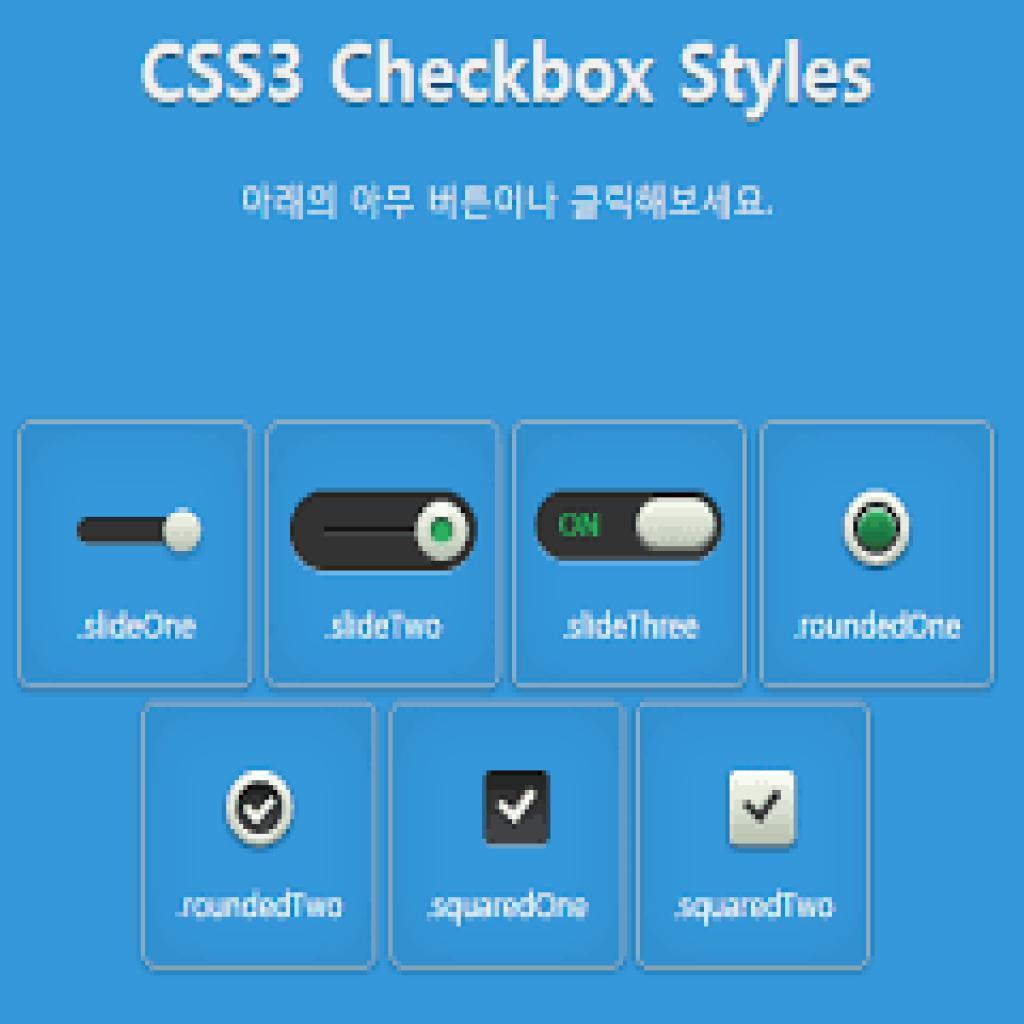 CSS3 Checkbox Styles
아래의 아무 버튼이나 클릭해보세요.
ON
.slideOne .slideTwo .slideThree .roundedOne
.roundedTwo .squaredOne .squaredTwo